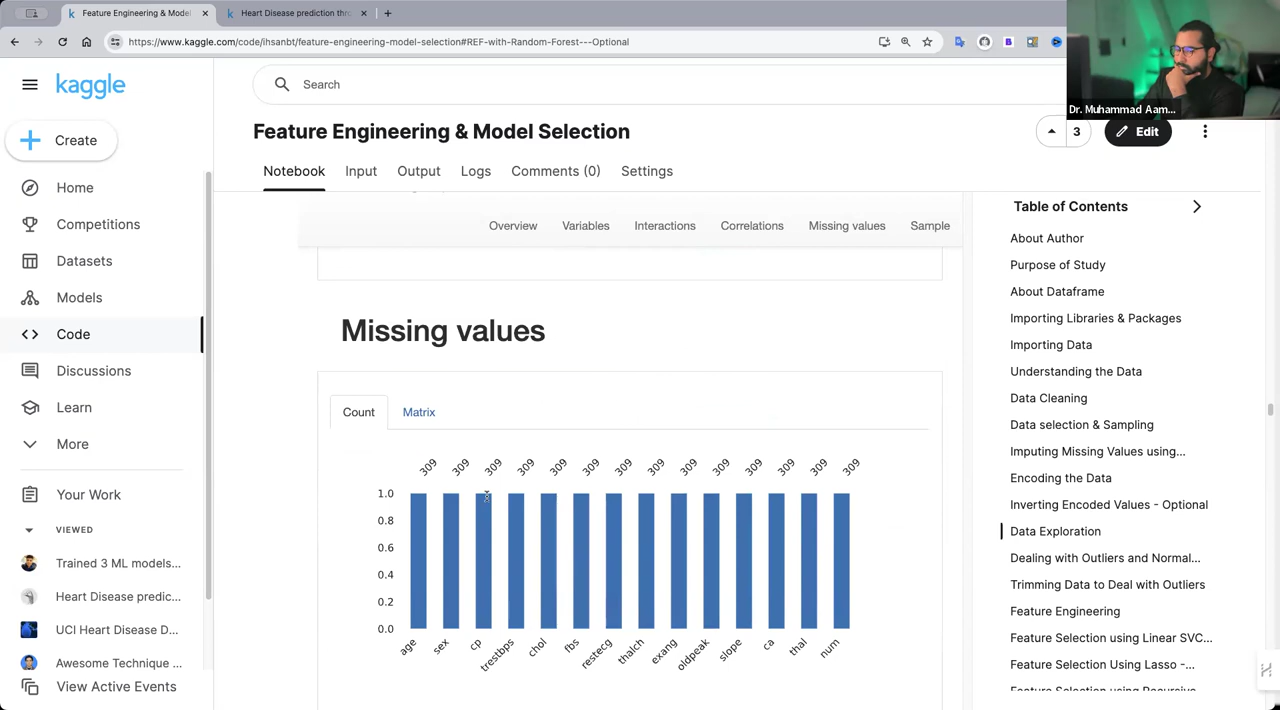 Feature Engineering & Model
Heart Disease prediction thro
https://www.kaggle.com/code/ihsanbt/feature-engineering-model-selection#REF-with-Random-Forest---Optional
Dr. Muhammad Aam...
kaggle
Search
Create
Home
Competitions
Datasets
Models
Code
Discussions
Learn
More
Your Work
VIEWED
Trained 3 ML models...
Heart Disease predic...
UCI Heart Disease D...
Awesome Technique ...
View Active Events
Feature Engineering & Model Selection
3
Edit
Notebook Input Output Logs Comments (0) Settings
Overview Variables Interactions Correlations Missing values Sample
Missing values
Count Matrix
309 309 309 309 309 309 309 309 309 309 309 309 309 309
1.0
0.8
0.6
0.4
0.2
0.0
age sex cp trestbps chol fbs restecg thalch exang oldpeak slope ca thal num
Table of Contents
About Author
Purpose of Study
About Dataframe
Importing Libraries & Packages
Importing Data
Understanding the Data
Data Cleaning
Data selection & Sampling
Imputing Missing Values using...
Encoding the Data
Inverting Encoded Values - Optional
Data Exploration
Dealing with Outliers and Normal...
Trimming Data to Deal with Outliers
Feature Engineering
Feature Selection using Linear SVC...
Feature Selection Using Lasso -...
Feature Selection using Recursive